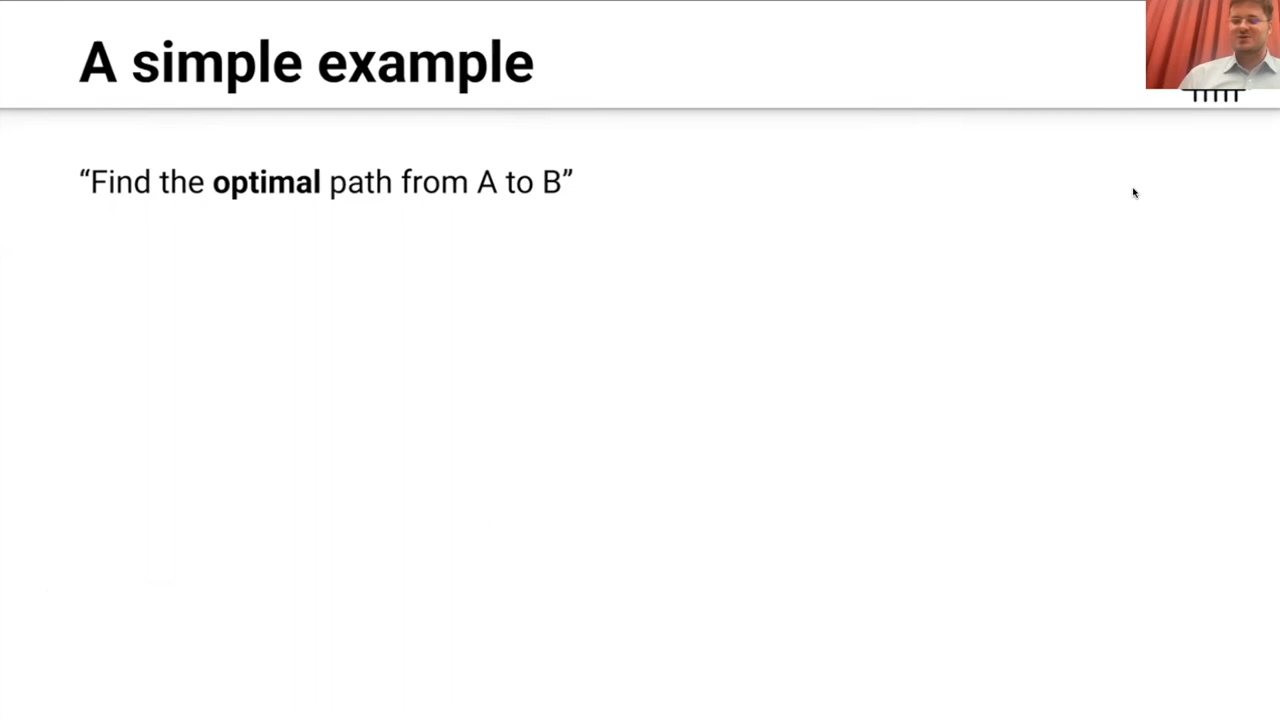 A simple example
“Find the optimal path from A to B”